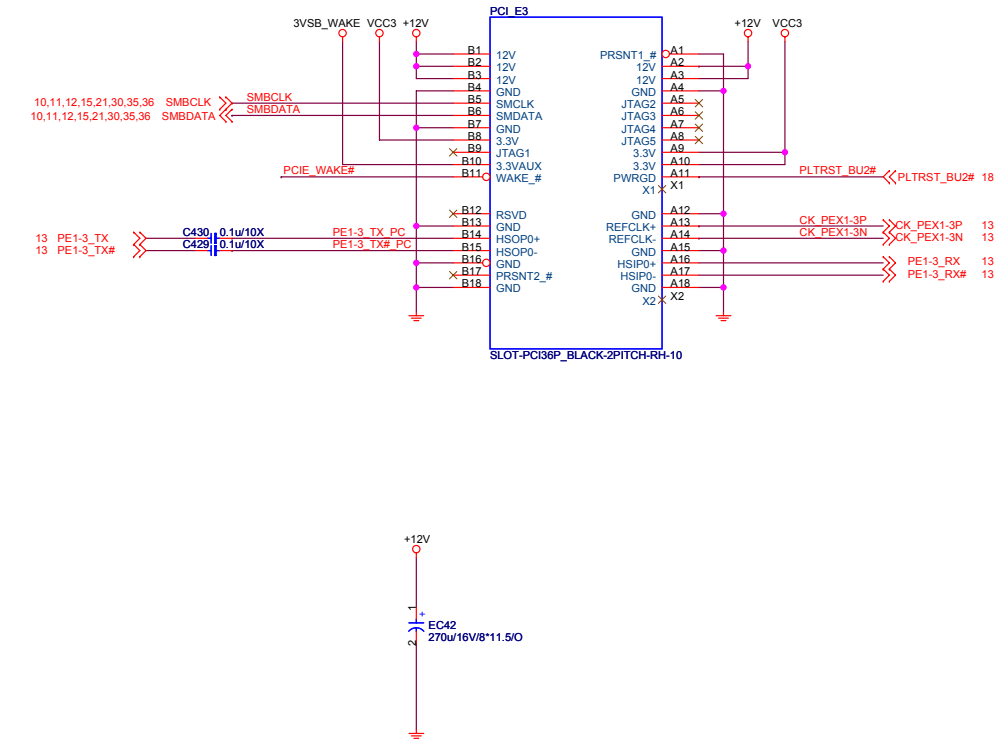 PCI_E3
3VSB_WAKE VCC3 +12V
+12V VCC3
B1 12V PRSNT1_# A1
B2 12V 12V A2
B3 12V 12V A3
B4 GND GND A4
10,11,12,15,21,30,35,36 SMBCLK SMBCLK B5 SMCLK JTAG2 A5
10,11,12,15,21,30,35,36 SMBDATA SMBDATA B6 SMDATA JTAG3 A6
B7 GND JTAG4 A7
B8 3.3V JTAG5 A8
B9 JTAG1 3.3V A9
B10 3.3VAUX 3.3V A10
PCIE_WAKE# B11 WAKE_# PWRGD A11 PLTRST_BU2# PLTRST_BU2# 18
X1 X1
B12 RSVD GND A12
B13 GND REFCLK+ A13 CK_PEX1-3P CK_PEX1-3P 13
13 PE1-3_TX C430 0.1u/10X PE1-3_TX_PC B14 HSOP0+ REFCLK- A14 CK_PEX1-3N CK_PEX1-3N 13
13 PE1-3_TX# C429 0.1u/10X PE1-3_TX#_PC B15 HSOP0- GND A15
B16 GND HSIP0+ A16 PE1-3_RX 13
B17 PRSNT2_# HSIP0- A17 PE1-3_RX# 13
B18 GND GND A18
X2 X2
SLOT-PCI36P_BLACK-2PITCH-RH-10
+12V
1
+
EC42
270u/16V/8*11.5/O
2